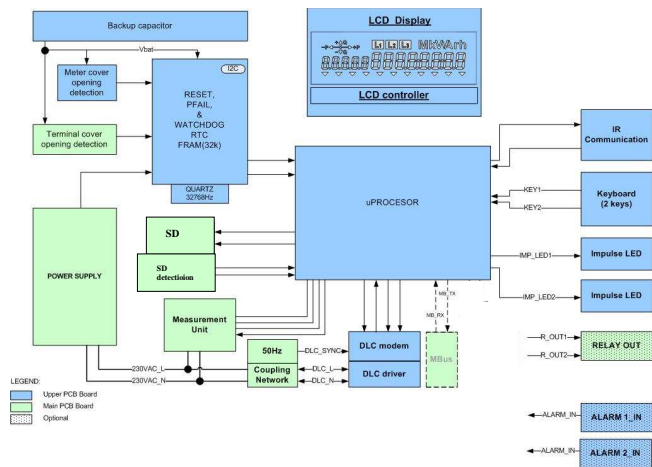 Backup capacitor
Vbat
Meter cover
opening
detection
Terminal cover
opening detection
I2C
RESET,
PFAIL,
&
WATCHDOG
RTC
FRAM(32k)
QUARTZ
32768Hz
LCD Display
L1 L2 L3 MkVArh
+P -P +Q -Q
LCD controller
uPROCESOR
IR
Communication
KEY1
KEY2
Keyboard
(2 keys)
IMP_LED1
Impulse LED
IMP_LED2
Impulse LED
POWER SUPPLY
SD
SD
detectioion
Measurement
Unit
50Hz
Coupling
Network
DLC_SYNC
DLC_L
DLC_N
DLC modem
DLC driver
MB_RX
MB_TX
MBus
R_OUT1
R_OUT2
RELAY OUT
230VAC_L
230VAC_N
ALARM_IN
ALARM 1_IN
ALARM_IN
ALARM 2_IN
LEGEND:
Upper PCB Board
Main PCB Board
Optional